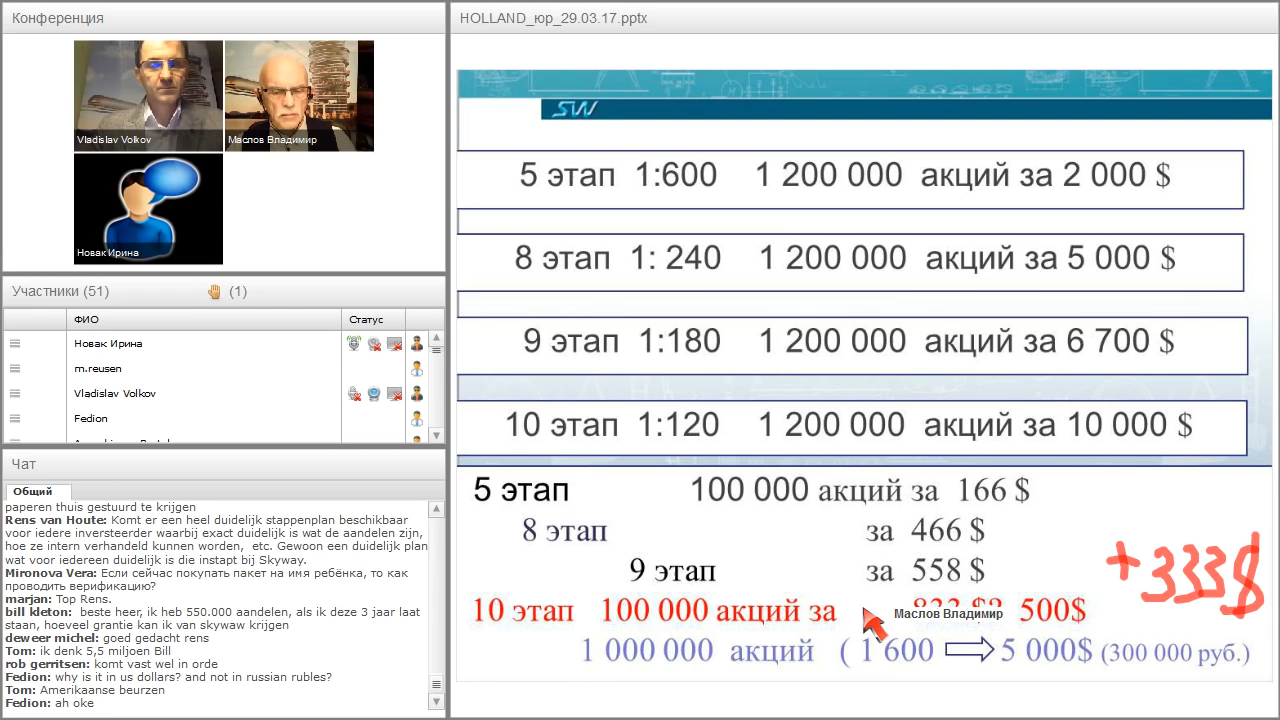 Конференция
Vladislav Volkov
Маслов Владимир
Новак Ирина
Участники (51) (1)
ФИО Статус
Новак Ирина
m.reusen
Vladislav Volkov
Fedion
Чат
Общий
paperen thuis gestuurd te krijgen
Rens van Houte: Komt er een heel duidelijk stappenplan beschikbaar
voor iedere inversteerder waarbij exact duidelijk is wat de aandelen zijn,
hoe ze intern verhandeld kunnen worden, etc. Gewoon een duidelijk plan
wat voor iedereen duidelijk is die instapt bij Skyway.
Mironova Vera: Если сейчас покупать пакет на имя ребёнка, то как
проводить верификацию?
marjan: Top Rens.
bill kleton: beste heer, ik heb 550.000 aandelen, als ik deze 3 jaar laat
staan, hoeveel grantie kan ik van skywaw krijgen
deweer michel: goed gedacht rens
Tom: ik denk 5,5 miljoen Bill
rob gerritsen: komt vast wel in orde
Fedion: why is it in us dollars? and not in russian rubles?
Tom: Amerikaanse beurzen
Fedion: ah oke
HOLLAND_юр_29.03.17.pptx
SW
5 этап 1:600 1 200 000 акций за 2 000 $
8 этап 1: 240 1 200 000 акций за 5 000 $
9 этап 1:180 1 200 000 акций за 6 700 $
10 этап 1:120 1 200 000 акций за 10 000 $
5 этап 100 000 акций за 166 $
8 этап за 466 $
9 этап за 558 $
+333$
10 этап 100 000 акций за 500$
Маслов Владимир
1 000 000 акций ( 1 600 5 000$ (300 000 руб.)